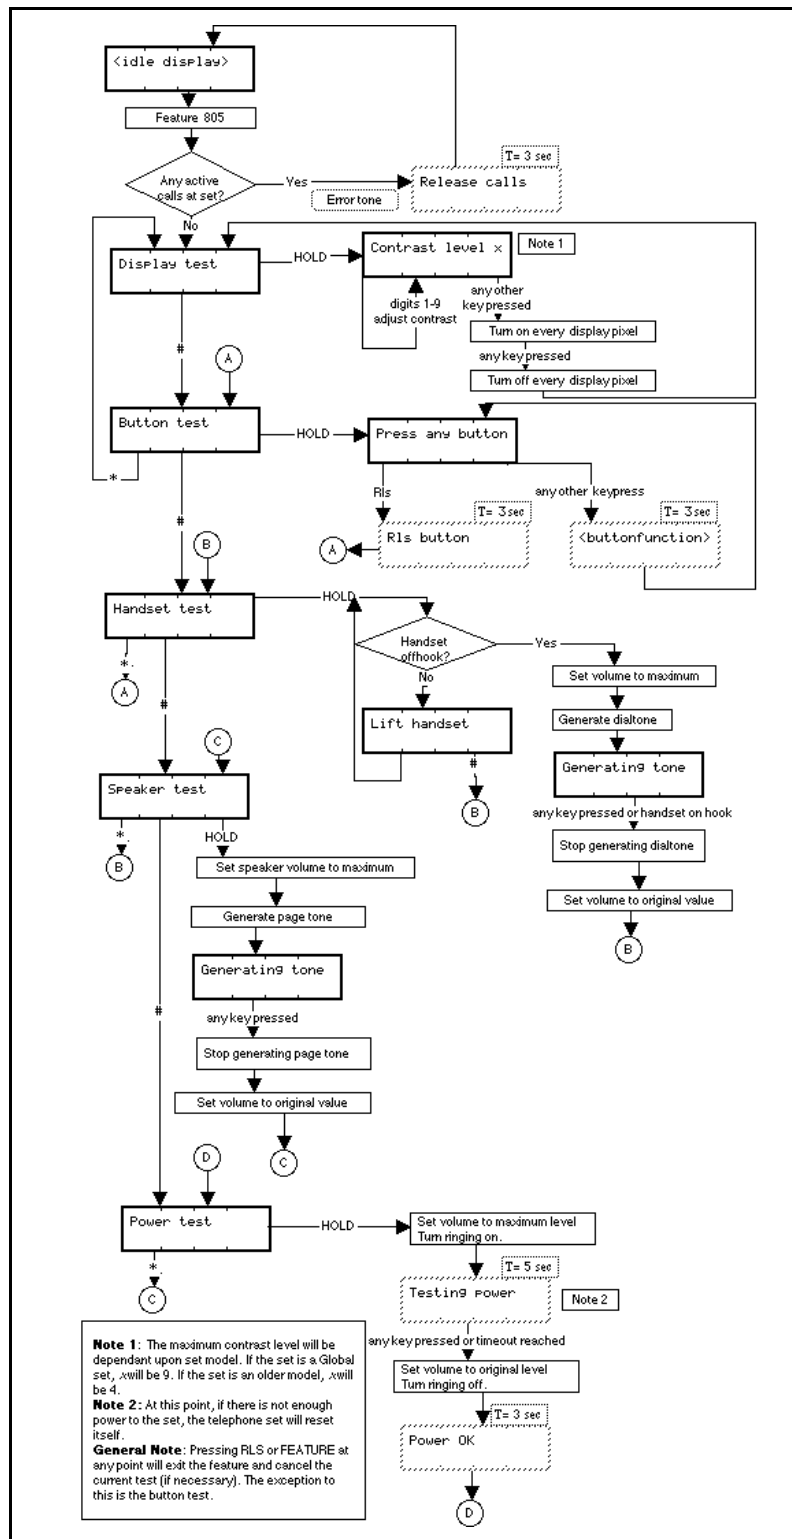 <idle display>
Feature 805
Any active
calls at set?
Yes
Error tone
T= 3 sec
Release calls
No
Display test
HOLD
Contrast level x
Note 1
digits 1-9
adjust contrast
any other
key pressed
Turn on every display pixel
any key pressed
Turn off every display pixel
#
A
Button test
HOLD
Press any button
*
Rls
any other keypress
T= 3 sec
Rls button
A
T= 3 sec
<buttonfunction>
#
B
Handset test
HOLD
Handset
offhook?
Yes
No
*.
A
Lift handset
#
B
Set volume to maximum
Generate dialtone
Generating tone
any key pressed or handset on hook
Stop generating dialtone
Set volume to original value
B
#
C
Speaker test
*.
B
HOLD
Set speaker volume to maximum
Generate page tone
Generating tone
any key pressed
Stop generating page tone
Set volume to original value
C
#
D
Power test
HOLD
Set volume to maximum level
Turn ringing on.
*.
C
T= 5 sec
Testing power
Note 2
any key pressed or timeout reached
Set volume to original level
Turn ringing off.
T= 3 sec
Power OK
D
Note 1: The maximum contrast level will be
dependant upon set model. If the set is a Global
set, x will be 9. If the set is an older model, x will
be 4.
Note 2: At this point, if there is not enough
power to the set, the telephone set will reset
itself.
General Note: Pressing RLS or FEATURE at
any point will exit the feature and cancel the
current test (if necessary). The exception to
this is the button test.